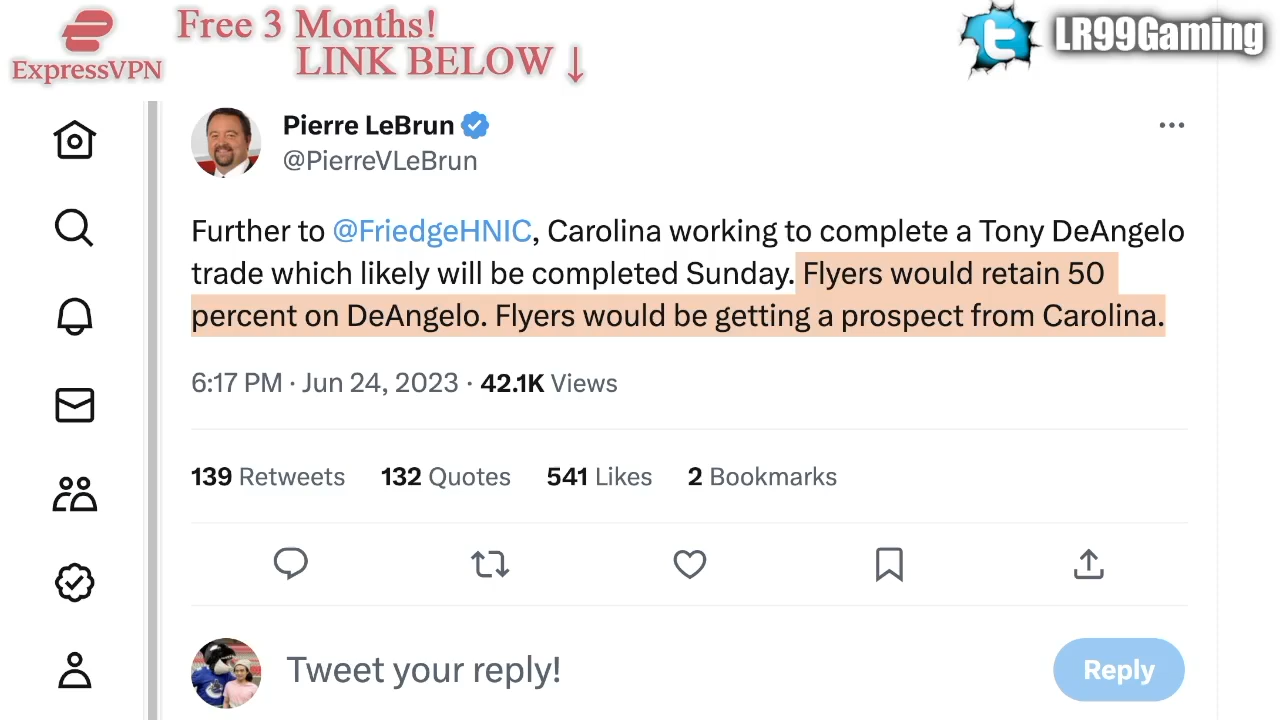 ExpressVPN
Free 3 Months!
LINK BELOW ↓
LR99Gaming
Pierre LeBrun
@PierreVLeBrun
Further to @FriedgeHNIC, Carolina working to complete a Tony DeAngelo
trade which likely will be completed Sunday. Flyers would retain 50
percent on DeAngelo. Flyers would be getting a prospect from Carolina.
6:17 PM · Jun 24, 2023 · 42.1K Views
139 Retweets 132 Quotes 541 Likes 2 Bookmarks
Tweet your reply!
Reply